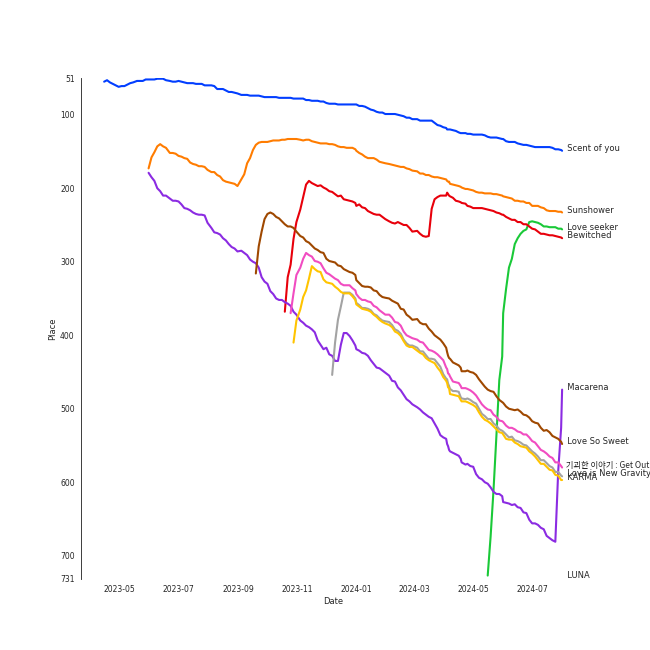 51
100
200
300
400
500
600
700
731
Place
2023-05
2023-07
2023-09
2023-11
2024-01
2024-03
2024-05
2024-07
Date
Scent of you
Sunshower
Love seeker
Bewitched
Macarena
Love So Sweet
기괴한 이야기 : Get Out
Love is New Gravity
KARMA
LUNA